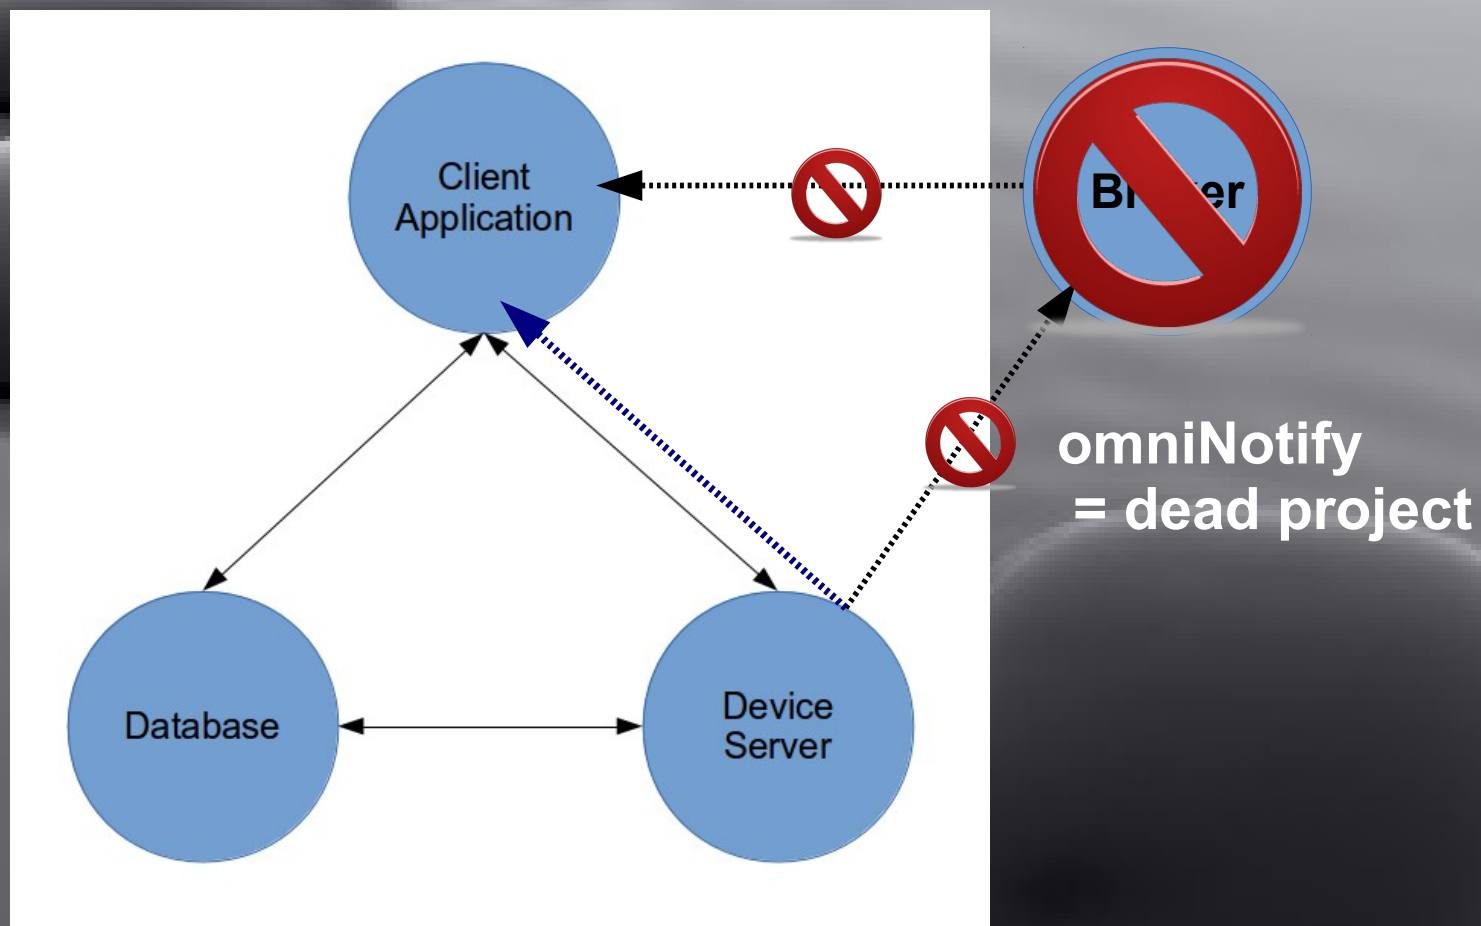 Client
Application
omniNotify
= dead project
Database
Device
Server